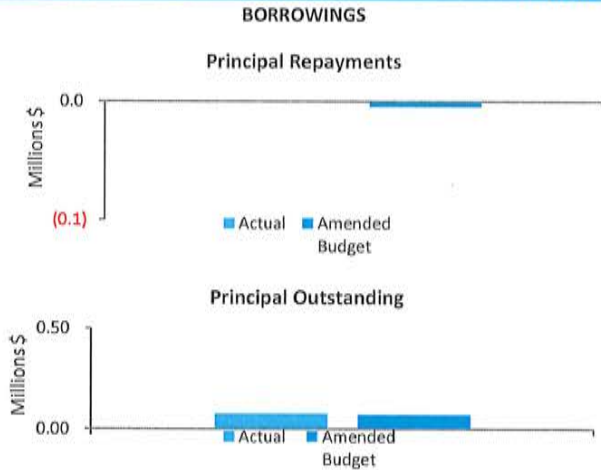 BORROWINGS
Principal Repayments
0.0
Millions $
(0.1)
Actual Amended
Budget
Principal Outstanding
0.50
Millions $
0.00
Actual Amended
Budget